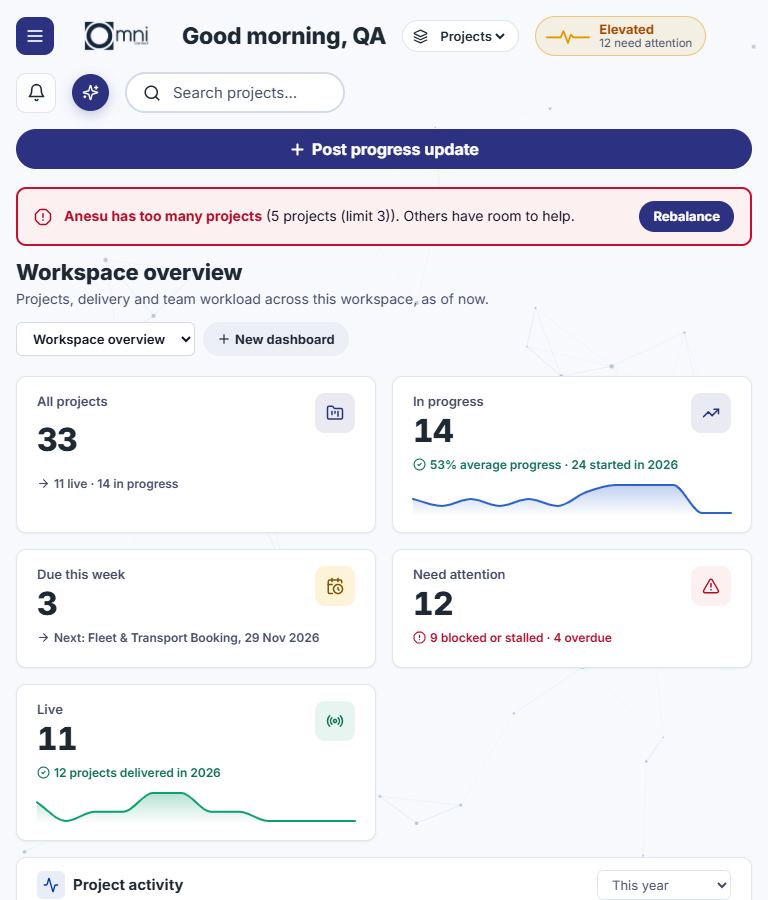 Omni
Good morning, QA
Projects
Elevated
12 need attention
Search projects...
+ Post progress update
Anesu has too many projects (5 projects (limit 3)). Others have room to help.
Rebalance
Workspace overview
Projects, delivery and team workload across this workspace, as of now.
Workspace overview
+ New dashboard
All projects
33
→ 11 live · 14 in progress
In progress
14
53% average progress · 24 started in 2026
Due this week
3
→ Next: Fleet & Transport Booking, 29 Nov 2026
Need attention
12
9 blocked or stalled · 4 overdue
Live
11
12 projects delivered in 2026
Project activity
This year